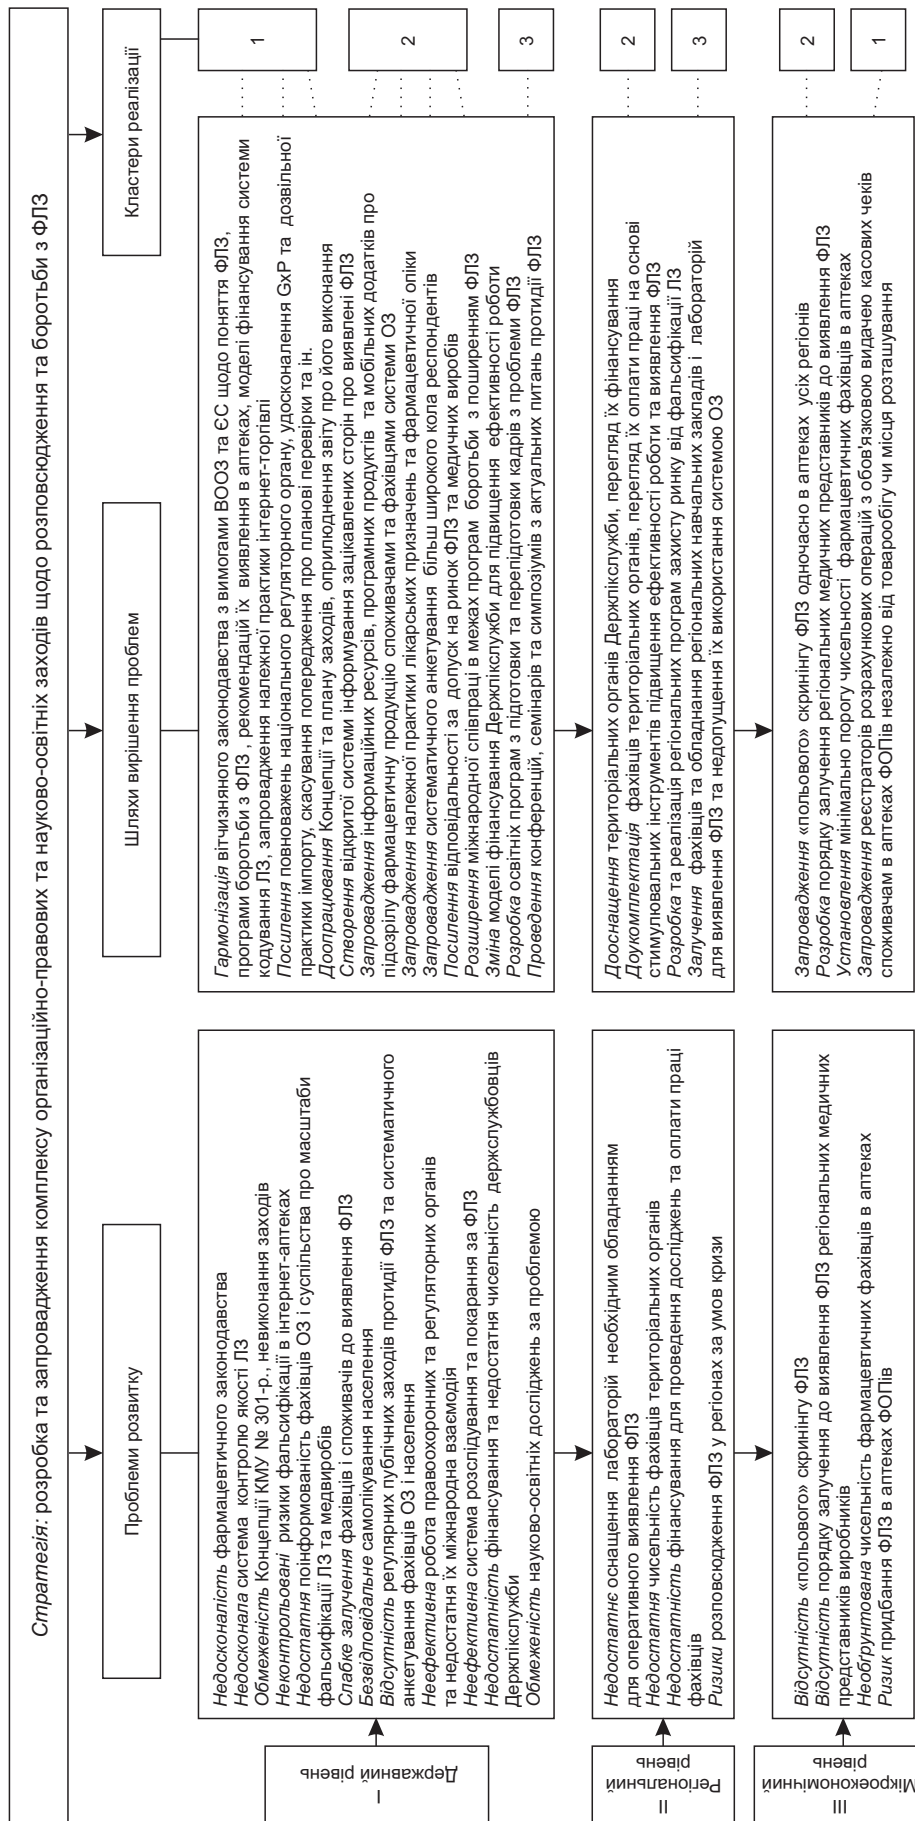 Стратегія: розробка та запровадження комплексу організаційно-правових та науково-освітніх заходів щодо розповсюдження та боротьби з ФЛЗ
Проблеми розвитку
Шляхи вирішення проблем
Кластери реалізації
I
Державний рівень
Недосконалість фармацевтичного законодавства
Недосконала система контролю якості ЛЗ
Обмеженість Концепції КМУ № 301-р., невиконання заходів
Неконтрольовані ризики фальсифікації в інтернет-аптеках
Недостатня поінформованість фахівців ОЗ і суспільства про масштаби
фальсифікації ЛЗ та медвиробів
Слабке залучення фахівців і споживачів до виявлення ФЛЗ
Безвідповідальне самолікування населення
Відсутність регулярних публічних заходів протидії ФЛЗ та систематичного
анкетування фахівців ОЗ і населення
Неефективна робота правоохоронних та регуляторних органів
та недостатня їх міжнародна взаємодія
Неефективна система розслідування та покарання за ФЛЗ
Недостатність фінансування та недостатня чисельність держслужбовців
Держлікслужби
Обмеженість науково-освітніх досліджень за проблемою
Гармонізація вітчизняного законодавства з вимогами ВООЗ та ЄС щодо поняття ФЛЗ,
програми боротьби з ФЛЗ, рекомендацій їх виявлення в аптеках, моделі фінансування системи
кодування ЛЗ, запровадження належної практики інтернет-торгівлі
Посилення повноважень національного регуляторного органу, удосконалення GxP та дозвільної
практики імпорту, скасування попередження про планові перевірки та ін.
Доопрацювання Концепції та плану заходів, оприлюднення звіту про його виконання
Створення відкритої системи інформування зацікавлених сторін про виявлені ФЛЗ
Запровадження інформаційних ресурсів, програмних продуктів та мобільних додатків про
підозрілу фармацевтичну продукцію споживачами та фахівцями системи ОЗ
Запровадження належної практики лікарських призначень та фармацевтичної опіки
Запровадження систематичного анкетування більш широкого кола респондентів
Посилення відповідальності за допуск на ринок ФЛЗ та медичних виробів
Розширення міжнародної співпраці в межах програм боротьби з поширенням ФЛЗ
Зміна моделі фінансування Держлікслужби для підвищення ефективності роботи
Розробка освітніх програм з підготовки та перепідготовки кадрів з проблеми ФЛЗ
Проведення конференцій, семінарів та симпозіумів з актуальних питань протидії ФЛЗ
1
2
3
II
Регіональний
рівень
Недостатнє оснащення лабораторій необхідним обладнанням
для оперативного виявлення ФЛЗ
Недостатня чисельність фахівців територіальних органів
Недостатність фінансування для проведення досліджень та оплати праці
фахівців
Ризики розповсюдження ФЛЗ у регіонах за умов кризи
Дооснащення територіальних органів Держлікслужби, перегляд їх фінансування
Доукомплектація фахівців територіальних органів, перегляд їх оплати праці на основі
стимулювальних інструментів підвищення ефективності роботи та виявлення ФЛЗ
Розробка та реалізація регіональних програм захисту ринку від фальсифікації ЛЗ
Залучення фахівців та обладнання регіональних навчальних закладів і лабораторій
для виявлення ФЛЗ та недопущення їх використання системою ОЗ
2
3
III
Мікроекономічний
рівень
Відсутність «польового» скринінгу ФЛЗ
Відсутність порядку залучення до виявлення ФЛЗ регіональних медичних
представників виробників
Необґрунтована чисельність фармацевтичних фахівців в аптеках
Ризик придбання ФЛЗ в аптеках ФОПів
Запровадження «польового» скринінгу ФЛЗ одночасно в аптеках усіх регіонів
Розробка порядку залучення регіональних медичних представників до виявлення ФЛЗ
Установлення мінімально порогу чисельності фармацевтичних фахівців в аптеках
Запровадження реєстраторів розрахункових операцій з обов'язковою видачею касових чеків
споживачам в аптеках ФОПів незалежно від товарообігу чи місця розташування
2
1